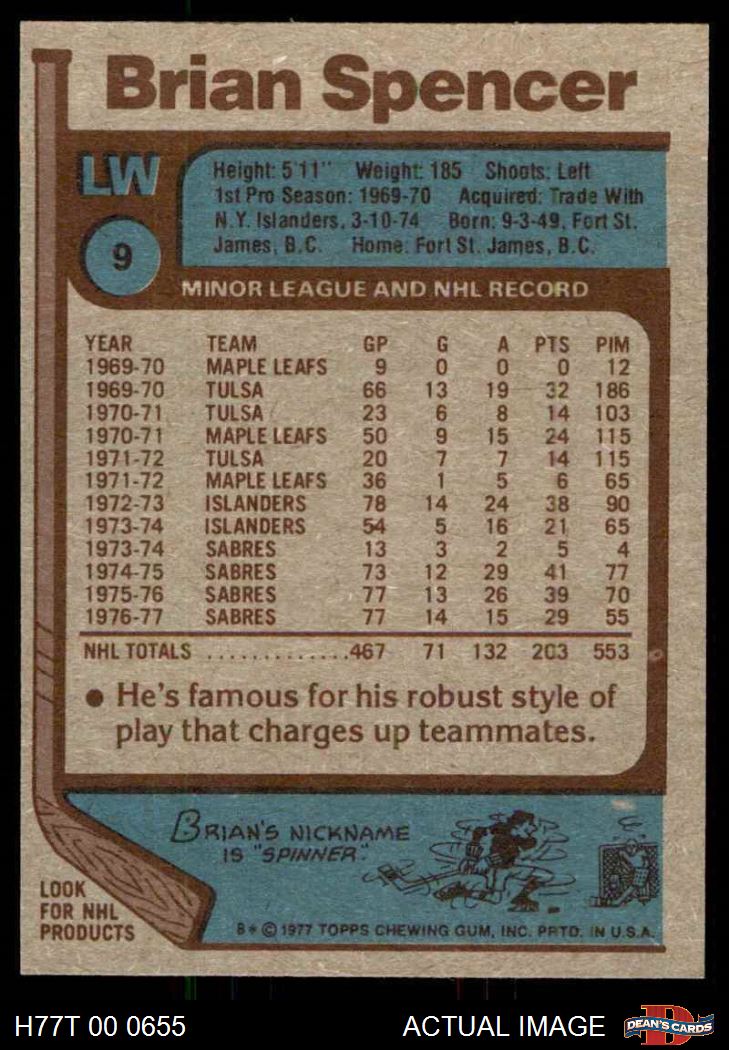 Brian Spencer
LW
9
Height: 5'11" Weight: 185 Shoots: Left
1st Pro Season: 1969-70 Acquired: Trade With
N.Y. Islanders, 3-10-74 Born: 9-3-49, Fort St.
James, B.C. Home: Fort St. James, B.C.
MINOR LEAGUE AND NHL RECORD
YEAR TEAM GP G A PTS PIM
1969-70 MAPLE LEAFS 9 0 0 0 12
1969-70 TULSA 66 13 19 32 186
1970-71 TULSA 23 6 8 14 103
1970-71 MAPLE LEAFS 50 9 15 24 115
1971-72 TULSA 20 7 7 14 115
1971-72 MAPLE LEAFS 36 1 5 6 65
1972-73 ISLANDERS 78 14 24 38 90
1973-74 ISLANDERS 54 5 16 21 65
1973-74 SABRES 13 3 2 5 4
1974-75 SABRES 73 12 29 41 77
1975-76 SABRES 77 13 26 39 70
1976-77 SABRES 77 14 15 29 55
NHL TOTALS ..............467 71 132 203 553
● He's famous for his robust style of
play that charges up teammates.
BRIAN'S NICKNAME
IS "SPINNER."
LOOK
FOR NHL
PRODUCTS
B* © 1977 TOPPS CHEWING GUM, INC. PRTD. IN U.S.A.
H77T 00 0655
ACTUAL IMAGE
D
DEAN'S CARDS